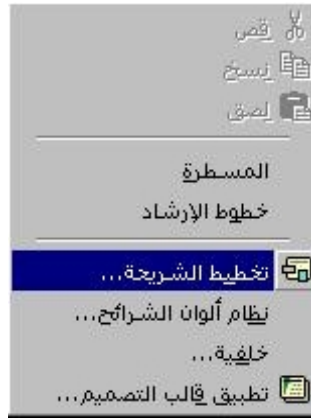 قص
نسخ
لصق
المسطرة
خطوط الإرشاد
تخطيط الشريحة...
نظام ألوان الشرائح...
خلفية...
تطبيق قالب التصميم...